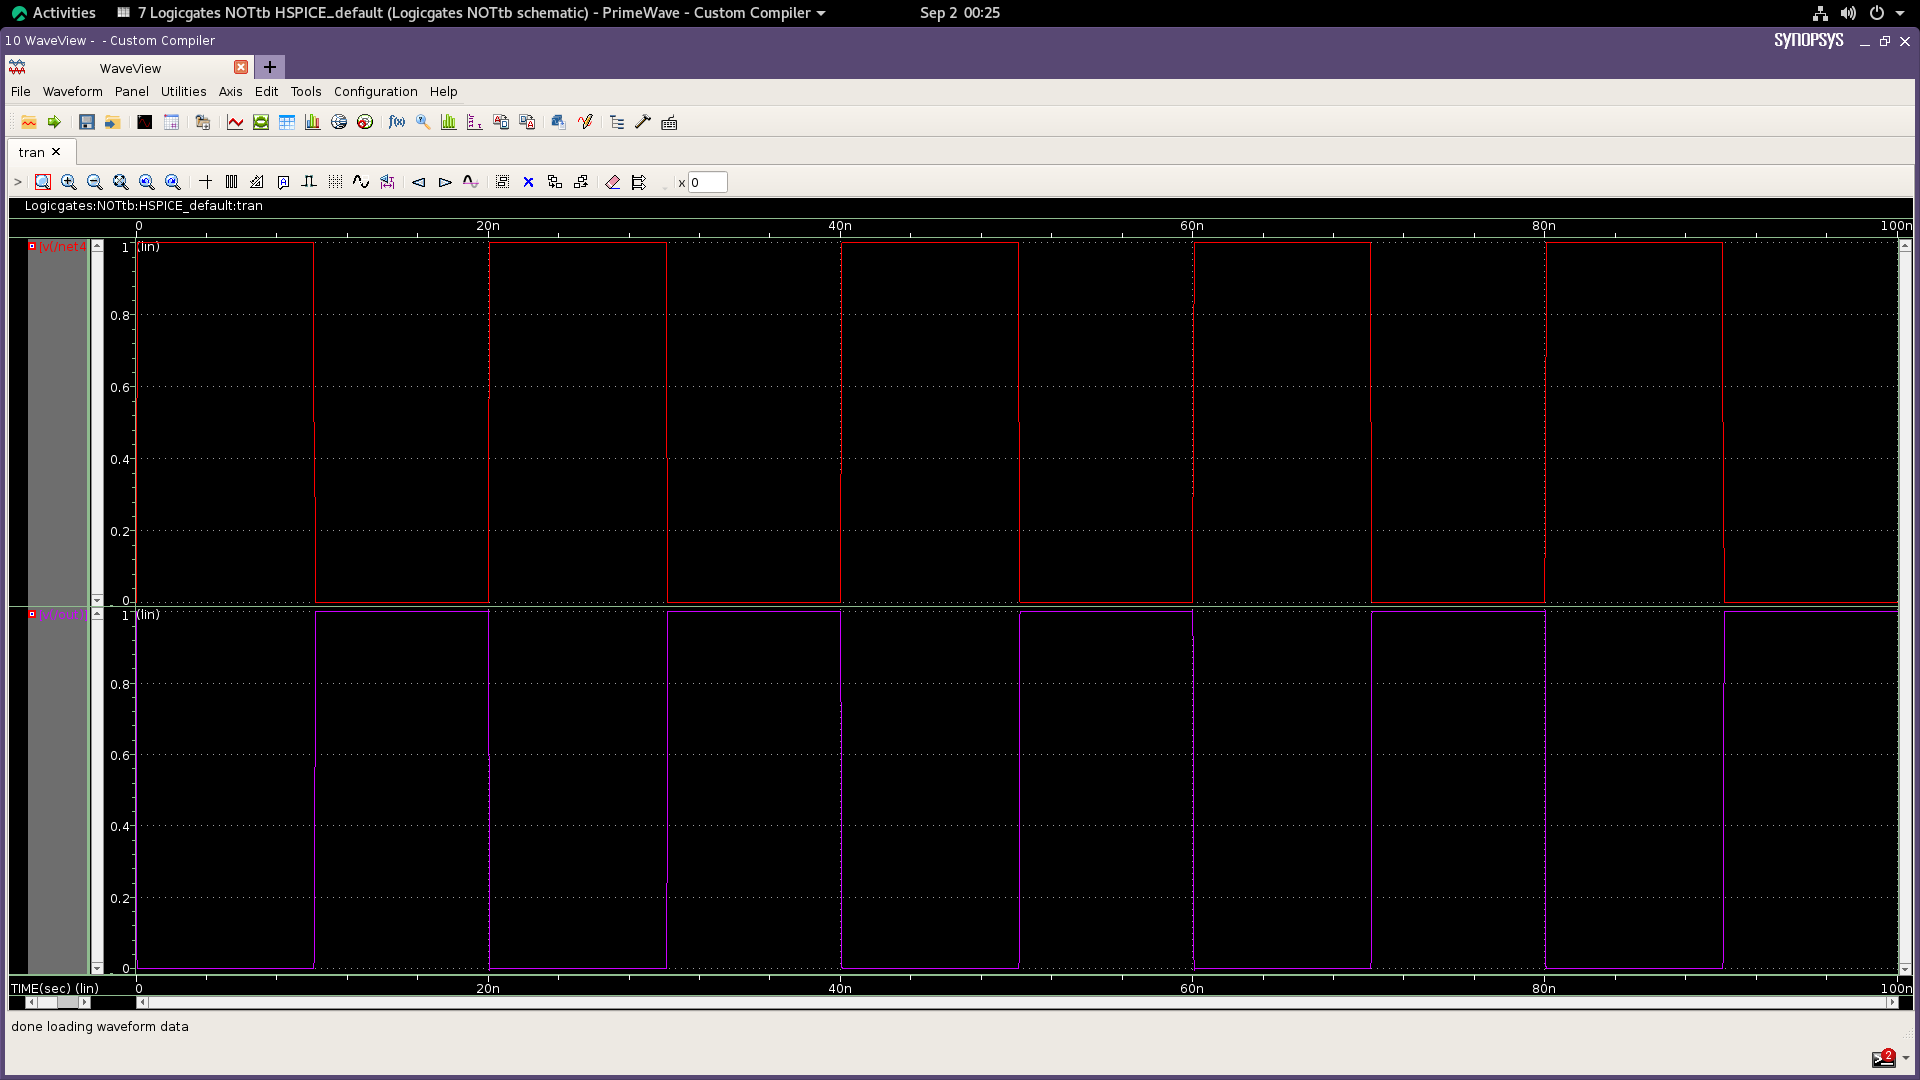 Activities 7 Logicgates NOTtb HSPICE_default (Logicgates NOTtb schematic) - PrimeWave - Custom Compiler Sep 2 00:25
10 WaveView - - Custom Compiler SYNOPSYS
WaveView +
File Waveform Panel Utilities Axis Edit Tools Configuration Help
f(x)
tran
> x 0
Logicgates:NOTtb:HSPICE_default:tran
0 20n 40n 60n 80n 100n
|v(/net4 1 (lin)
0.8
0.6
0.4
0.2
0
1 (lin)
0.8
0.6
0.4
0.2
0
TIME(sec) (lin) 0 20n 40n 60n 80n 100n
done loading waveform data
2